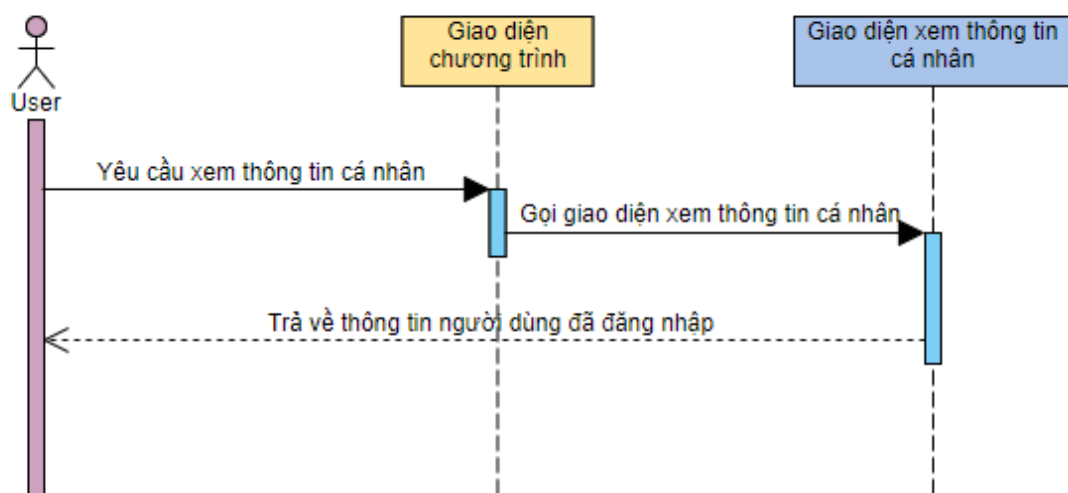 Giao diện
chương trình
Giao diện xem thông tin
cá nhân
User
Yêu cầu xem thông tin cá nhân
Gọi giao diện xem thông tin cá nhân
Trả về thông tin người dùng đã đăng nhập